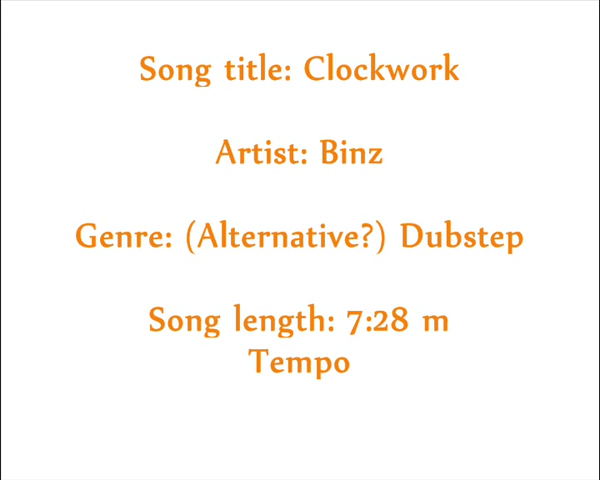 Song title: Clockwork
Artist: Binz
Genre: (Alternative?) Dubstep
Song length: 7:28 m
Tempo